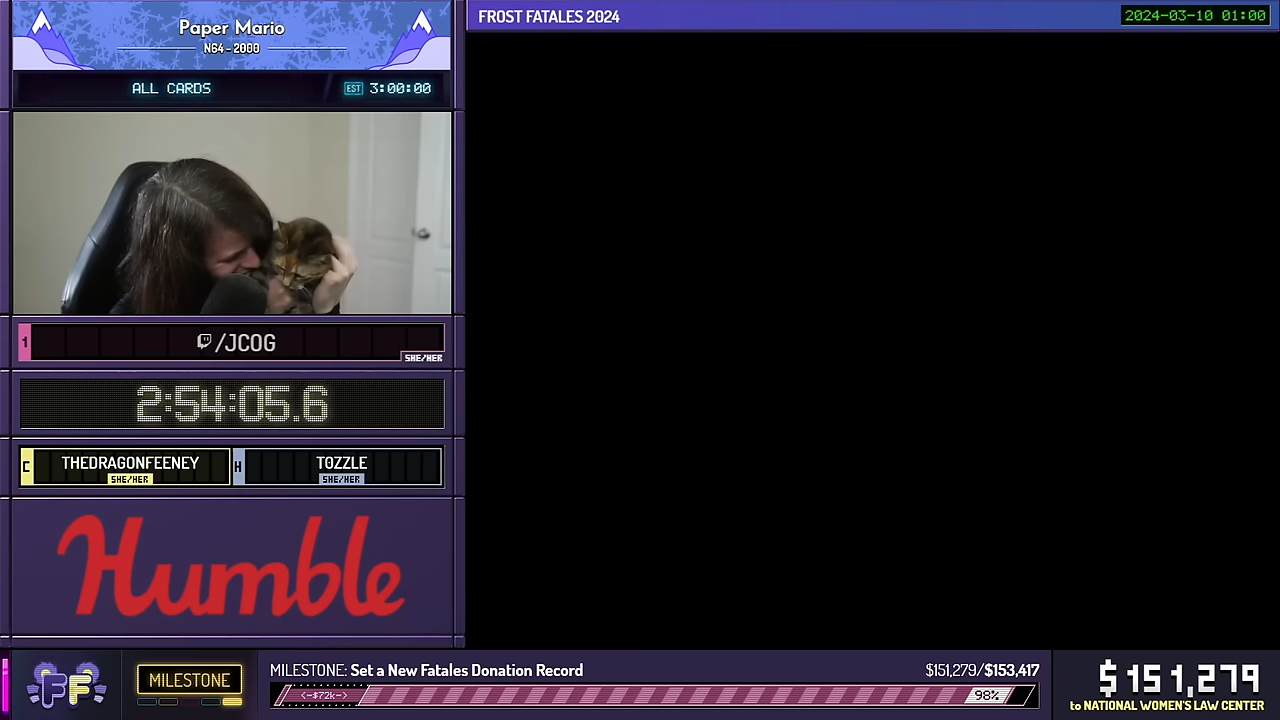 Paper Mario
N64 - 2000
ALL CARDS
EST 3:00:00
FROST FATALES 2024
2024-03-10 01:00
1
/JCOG
SHE/HER
2:54:05.6
C
THEDRAGONFEENEY
SHE/HER
H
TOZZLE
SHE/HER
Humble
FF
MILESTONE
MILESTONE: Set a New Fatales Donation Record
$151,279/$153,417
<-$72k->
98%
$151,279
to NATIONAL WOMEN'S LAW CENTER